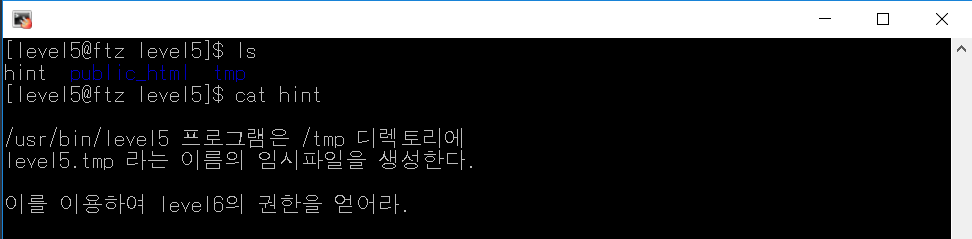 [level5@ftz level5]$ ls
hint  public_html  tmp
[level5@ftz level5]$ cat hint
/usr/bin/level5 프로그램은 /tmp 디렉토리에
level5.tmp 라는 이름의 임시파일을 생성한다.
이를 이용하여 level6의 권한을 얻어라.